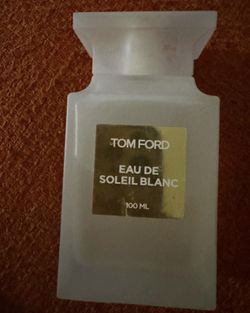 TOM FORD
EAU DE
SOLEIL BLANC
100 ML